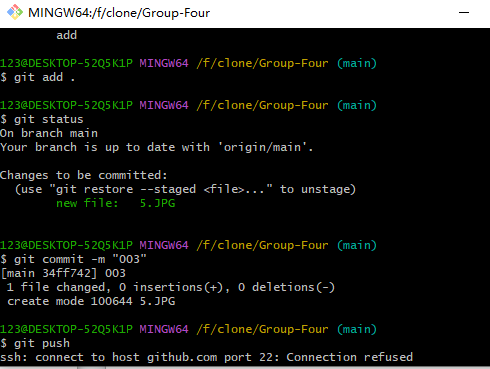 MINGW64:/f/clone/Group-Four
add
123@DESKTOP-52Q5K1P MINGW64 /f/clone/Group-Four (main)
$ git add .
123@DESKTOP-52Q5K1P MINGW64 /f/clone/Group-Four (main)
$ git status
On branch main
Your branch is up to date with 'origin/main'.
Changes to be committed:
  (use "git restore --staged <file>..." to unstage)
        new file:   5.JPG
123@DESKTOP-52Q5K1P MINGW64 /f/clone/Group-Four (main)
$ git commit -m "003"
[main 34ff742] 003
 1 file changed, 0 insertions(+), 0 deletions(-)
 create mode 100644 5.JPG
123@DESKTOP-52Q5K1P MINGW64 /f/clone/Group-Four (main)
$ git push
ssh: connect to host github.com port 22: Connection refused